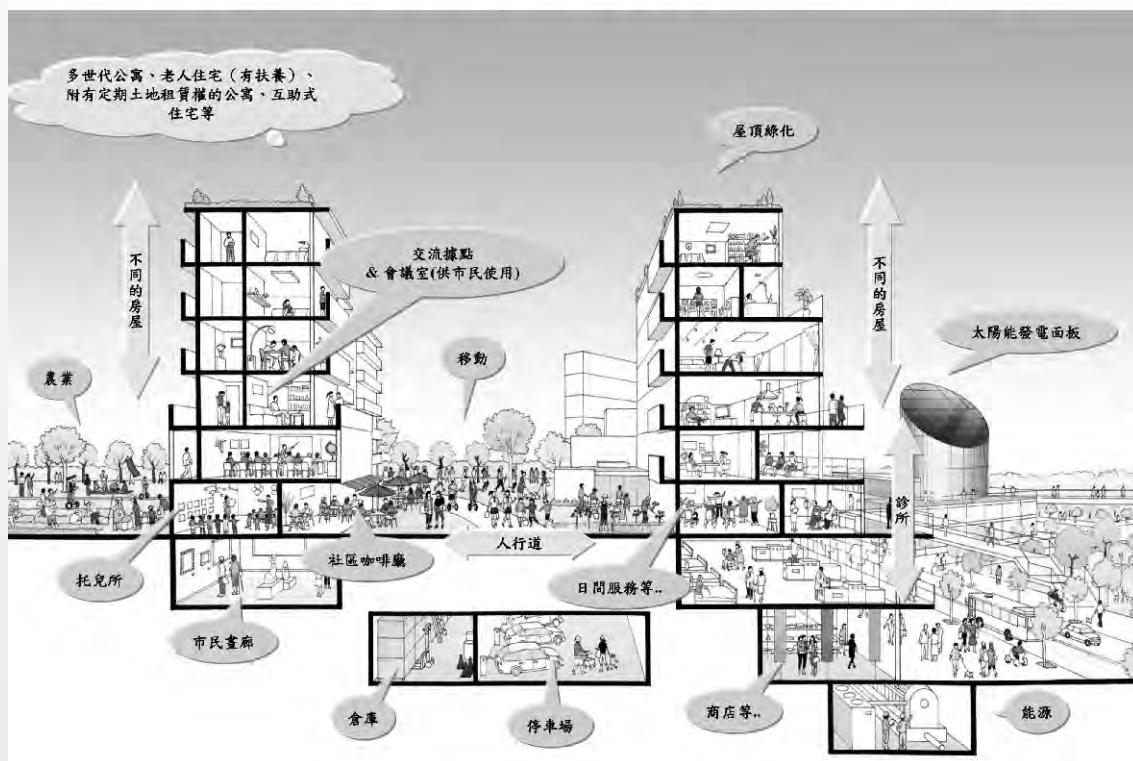 多世代公寓、老人住宅（有扶養）、
附有定期土地租賃權的公寓、互助式
住宅等
屋頂綠化
不同的房屋
交流據點
& 會議室(供市民使用)
不同的房屋
太陽能發電面板
農業
移動
診所
人行道
托兒所
社區咖啡廳
日間服務等..
市民畫廊
倉庫
停車場
商店等..
能源